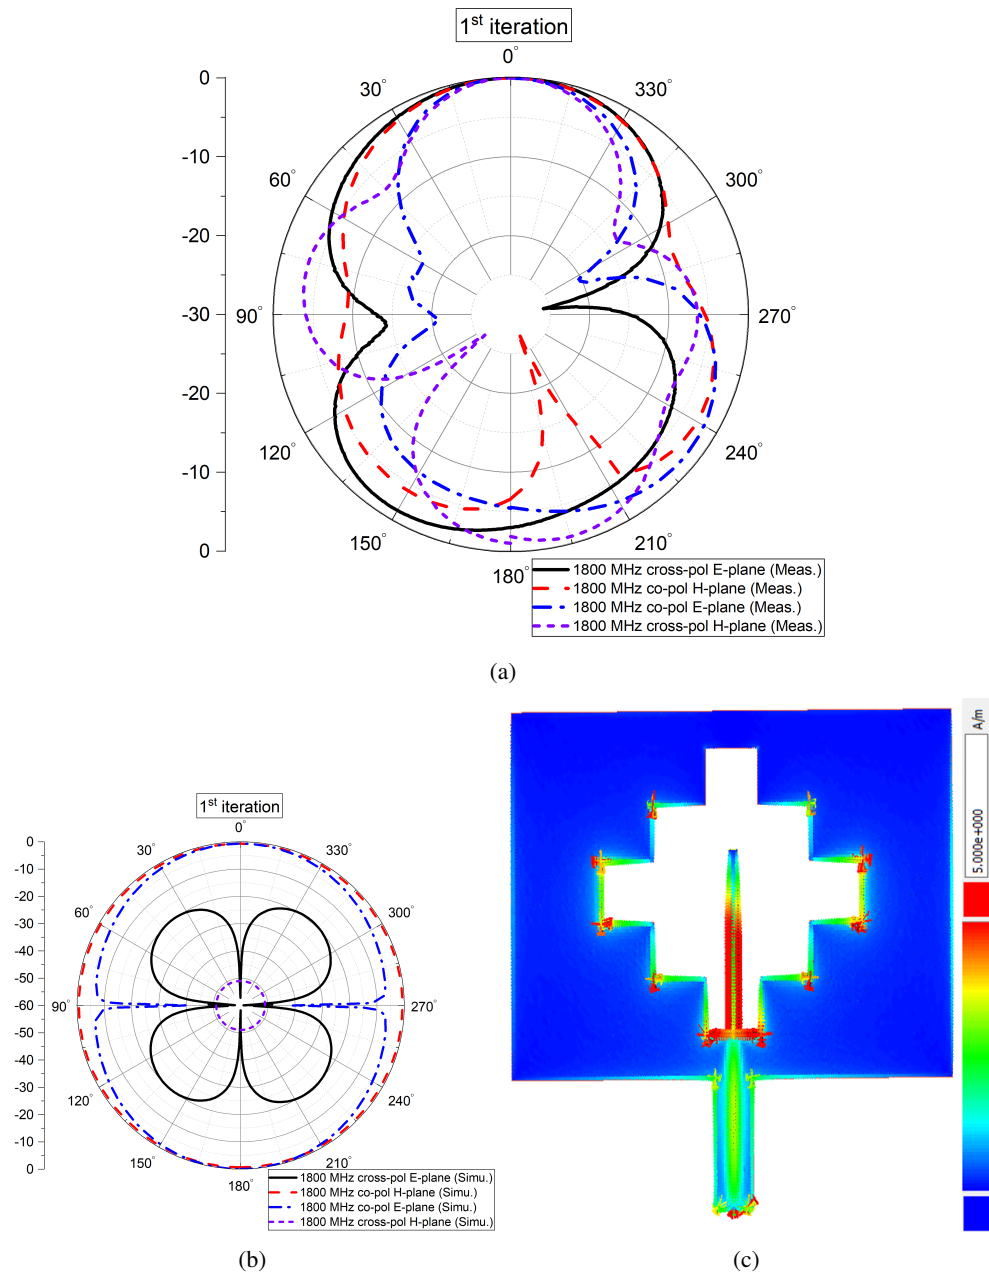 1st iteration
0°
0
30°
330°
-10
60°
300°
-20
-30
90°
270°
-20
120°
240°
-10
150°
210°
0
180°
1800 MHz cross-pol E-plane (Meas.)
1800 MHz co-pol H-plane (Meas.)
1800 MHz co-pol E-plane (Meas.)
1800 MHz cross-pol H-plane (Meas.)
(a)
1st iteration
0°
0
30°
330°
-10
-20
60°
300°
-30
-40
-50
-60
90°
270°
-50
-40
-30
120°
240°
-20
-10
150°
210°
0
180°
1800 MHz cross-pol E-plane (Simu.)
1800 MHz co-pol H-plane (Simu.)
1800 MHz co-pol E-plane (Simu.)
1800 MHz cross-pol H-plane (Simu.)
(b)
A/m
5.000e+000
(c)